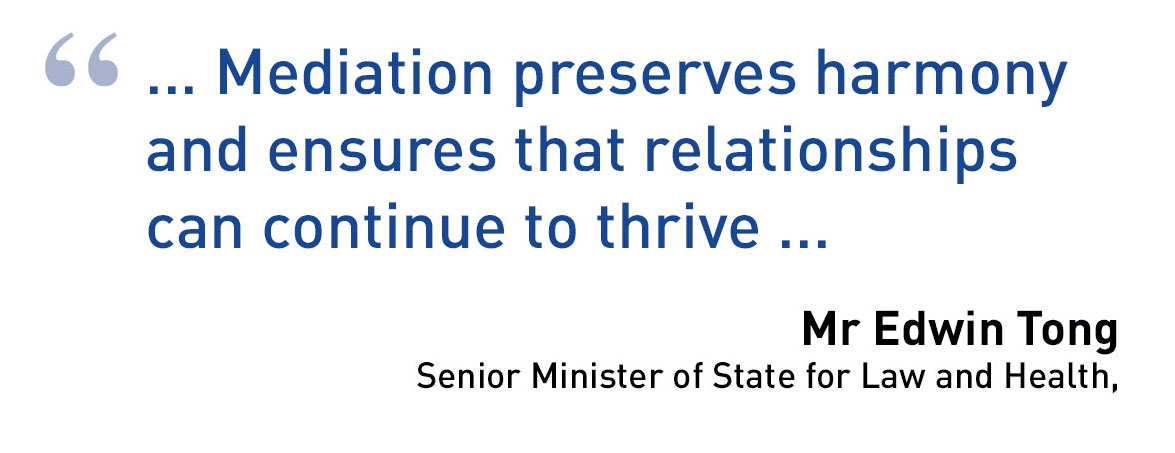 “ ... Mediation preserves harmony
and ensures that relationships
can continue to thrive ...
Mr Edwin Tong
Senior Minister of State for Law and Health,